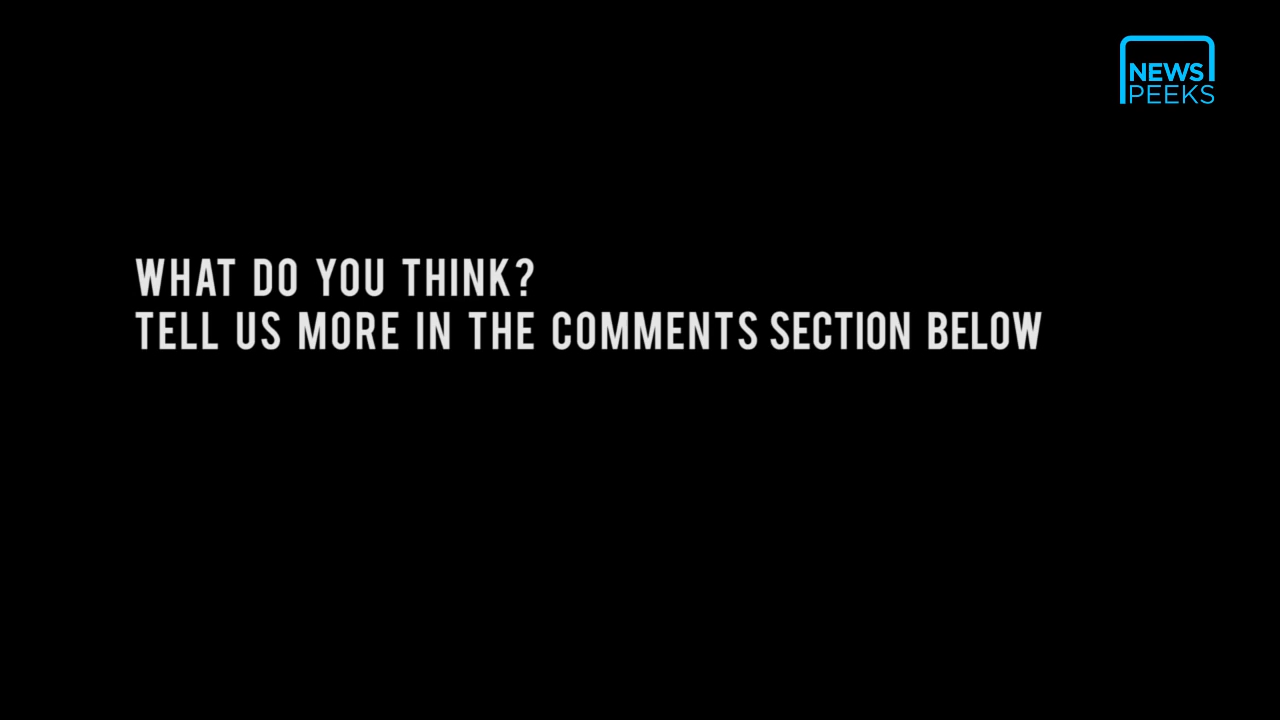 NEWS
PEEKS
WHAT DO YOU THINK?
TELL US MORE IN THE COMMENTS SECTION BELOW